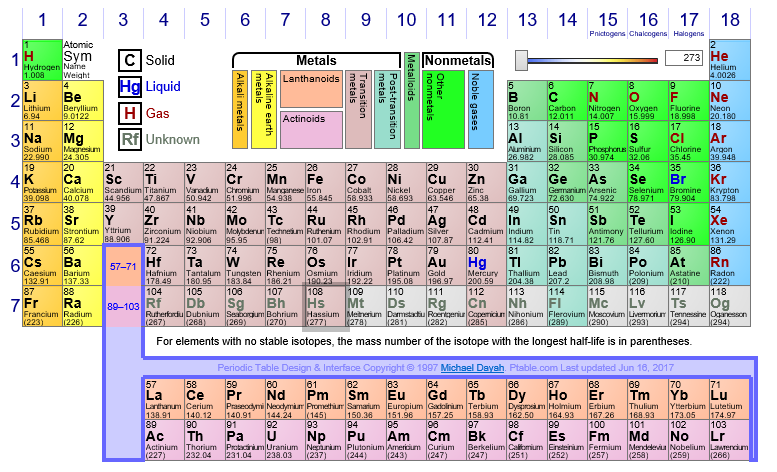 1 2 3 4 5 6 7 8 9 10 11 12 13 14 15 16 17 18
Pnictogens Chalcogens Halogens
1
1 H Hydrogen 1.008
Atomic Sym Name Weight
C Solid
Hg Liquid
H Gas
Rf Unknown
Metals
Nonmetals
Alkali metals
Alkaline earth metals
Lanthanoids
Actinoids
Transition metals
Post-transition metals
Metalloids
Other nonmetals
Noble gases
273
2 He Helium 4.0026
2
3 Li Lithium 6.94
4 Be Beryllium 9.0122
5 B Boron 10.81
6 C Carbon 12.011
7 N Nitrogen 14.007
8 O Oxygen 15.999
9 F Fluorine 18.998
10 Ne Neon 20.180
3
11 Na Sodium 22.990
12 Mg Magnesium 24.305
13 Al Aluminium 26.982
14 Si Silicon 28.085
15 P Phosphorus 30.974
16 S Sulfur 32.06
17 Cl Chlorine 35.45
18 Ar Argon 39.948
4
19 K Potassium 39.098
20 Ca Calcium 40.078
21 Sc Scandium 44.956
22 Ti Titanium 47.867
23 V Vanadium 50.942
24 Cr Chromium 51.996
25 Mn Manganese 54.938
26 Fe Iron 55.845
27 Co Cobalt 58.933
28 Ni Nickel 58.693
29 Cu Copper 63.546
30 Zn Zinc 65.38
31 Ga Gallium 69.723
32 Ge Germanium 72.630
33 As Arsenic 74.922
34 Se Selenium 78.971
35 Br Bromine 79.904
36 Kr Krypton 83.798
5
37 Rb Rubidium 85.468
38 Sr Strontium 87.62
39 Y Yttrium 88.906
40 Zr Zirconium 91.224
41 Nb Niobium 92.906
42 Mo Molybdenum 95.95
43 Tc Technetium (98)
44 Ru Ruthenium 101.07
45 Rh Rhodium 102.91
46 Pd Palladium 106.42
47 Ag Silver 107.87
48 Cd Cadmium 112.41
49 In Indium 114.82
50 Sn Tin 118.71
51 Sb Antimony 121.76
52 Te Tellurium 127.60
53 I Iodine 126.90
54 Xe Xenon 131.29
6
55 Cs Caesium 132.91
56 Ba Barium 137.33
57–71
72 Hf Hafnium 178.49
73 Ta Tantalum 180.95
74 W Tungsten 183.84
75 Re Rhenium 186.21
76 Os Osmium 190.23
77 Ir Iridium 192.22
78 Pt Platinum 195.08
79 Au Gold 196.97
80 Hg Mercury 200.59
81 Tl Thallium 204.38
82 Pb Lead 207.2
83 Bi Bismuth 208.98
84 Po Polonium (209)
85 At Astatine (210)
86 Rn Radon (222)
7
87 Fr Francium (223)
88 Ra Radium (226)
89–103
104 Rf Rutherfordiu (267)
105 Db Dubnium (268)
106 Sg Seaborgium (269)
107 Bh Bohrium (270)
108 Hs Hassium (277)
109 Mt Meitnerium (278)
110 Ds Darmstadtiu (281)
111 Rg Roentgeniu (282)
112 Cn Copernicium (285)
113 Nh Nihonium (286)
114 Fl Flerovium (289)
115 Mc Moscovium (290)
116 Lv Livermorium (293)
117 Ts Tennessine (294)
118 Og Oganesson (294)
For elements with no stable isotopes, the mass number of the isotope with the longest half-life is in parentheses.
Periodic Table Design & Interface Copyright © 1997 Michael Dayah. Ptable.com Last updated Jun 16, 2017
57 La Lanthanum 138.91
58 Ce Cerium 140.12
59 Pr Praseodymi 140.91
60 Nd Neodymium 144.24
61 Pm Promethium (145)
62 Sm Samarium 150.36
63 Eu Europium 151.96
64 Gd Gadolinium 157.25
65 Tb Terbium 158.93
66 Dy Dysprosium 162.50
67 Ho Holmium 164.93
68 Er Erbium 167.26
69 Tm Thulium 168.93
70 Yb Ytterbium 173.05
71 Lu Lutetium 174.97
89 Ac Actinium (227)
90 Th Thorium 232.04
91 Pa Protactinium 231.04
92 U Uranium 238.03
93 Np Neptunium (237)
94 Pu Plutonium (244)
95 Am Americium (243)
96 Cm Curium (247)
97 Bk Berkelium (247)
98 Cf Californium (251)
99 Es Einsteinium (252)
100 Fm Fermium (257)
101 Md Mendeleviu (258)
102 No Nobelium (259)
103 Lr Lawrencium (266)